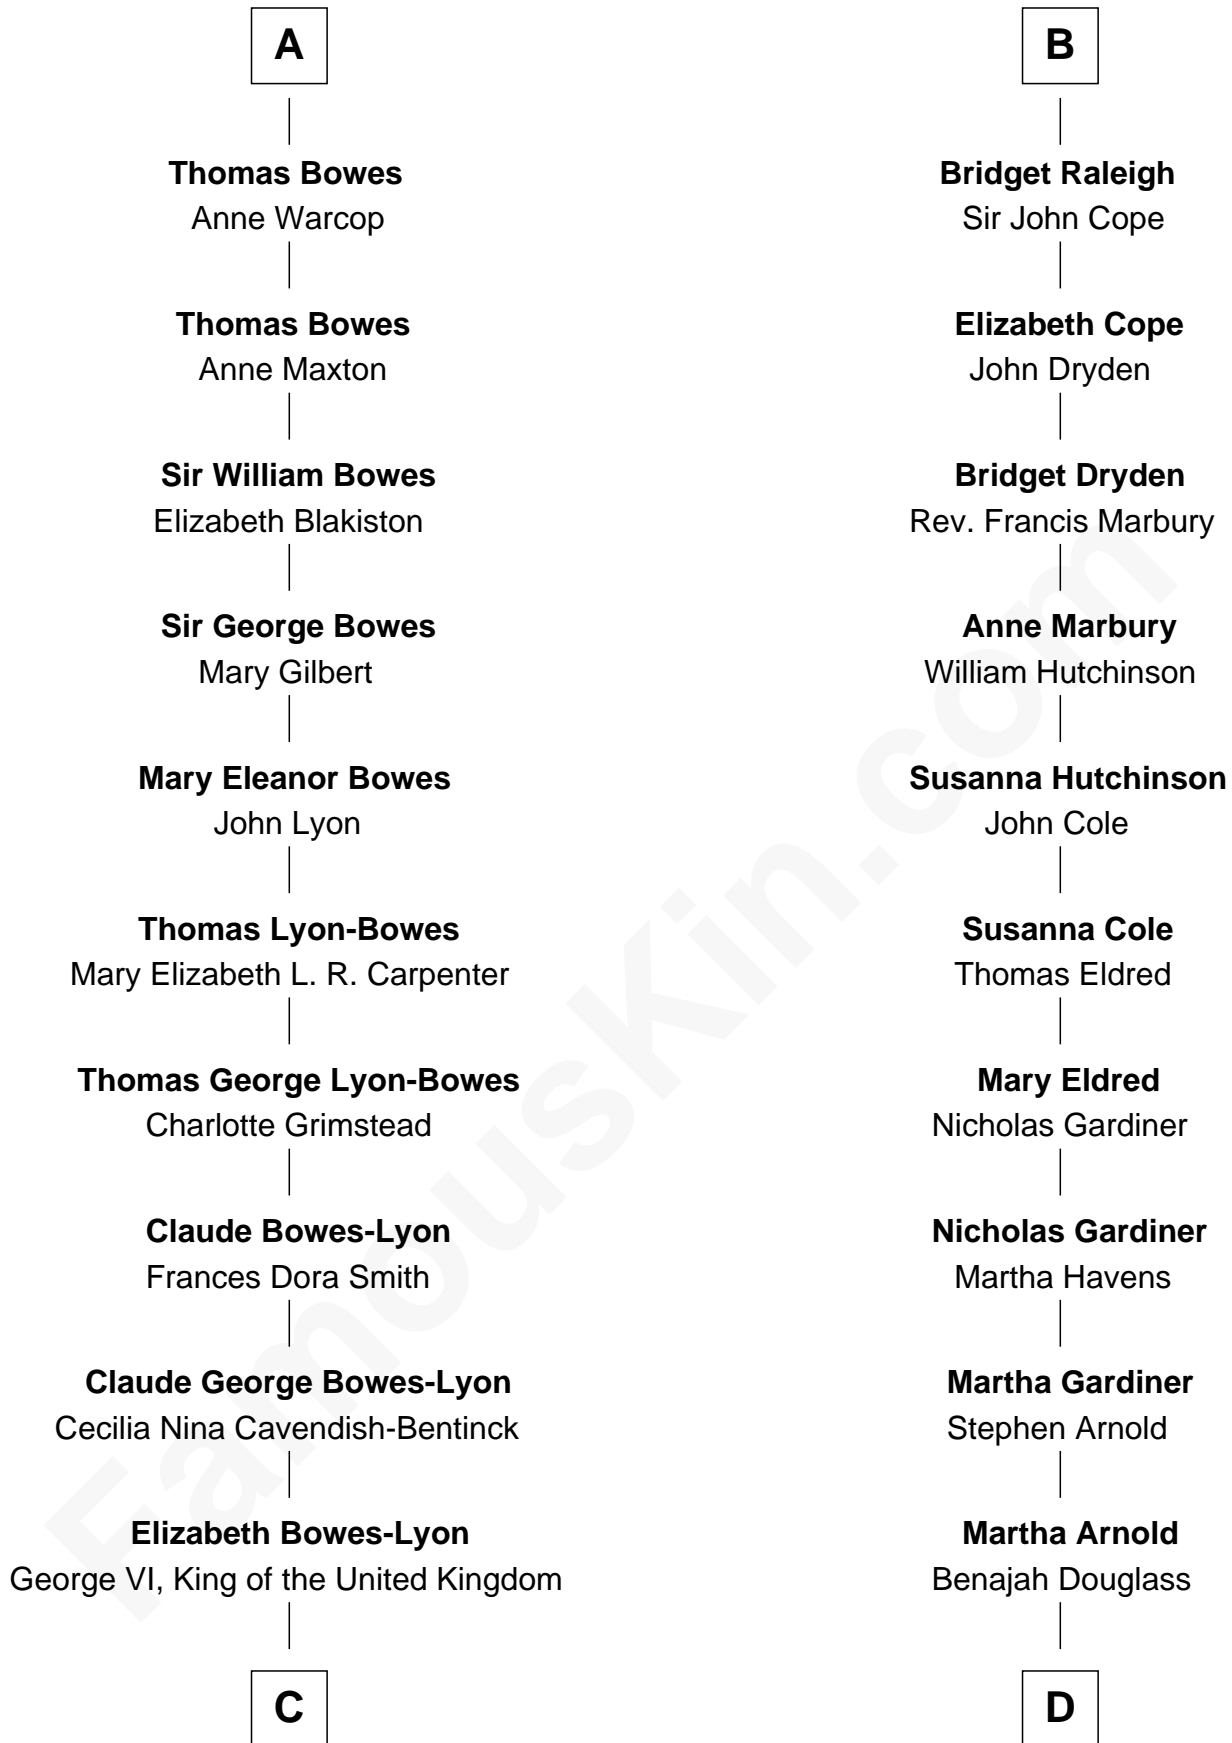 A
Thomas Bowes
Anne Warcop
Thomas Bowes
Anne Maxton
Sir William Bowes
Elizabeth Blakiston
Sir George Bowes
Mary Gilbert
Mary Eleanor Bowes
John Lyon
Thomas Lyon-Bowes
Mary Elizabeth L. R. Carpenter
Thomas George Lyon-Bowes
Charlotte Grimstead
Claude Bowes-Lyon
Frances Dora Smith
Claude George Bowes-Lyon
Cecilia Nina Cavendish-Bentinck
Elizabeth Bowes-Lyon
George VI, King of the United Kingdom
C
B
Bridget Raleigh
Sir John Cope
Elizabeth Cope
John Dryden
Bridget Dryden
Rev. Francis Marbury
Anne Marbury
William Hutchinson
Susanna Hutchinson
John Cole
Susanna Cole
Thomas Eldred
Mary Eldred
Nicholas Gardiner
Nicholas Gardiner
Martha Havens
Martha Gardiner
Stephen Arnold
Martha Arnold
Benajah Douglass
D
FamousKin.com